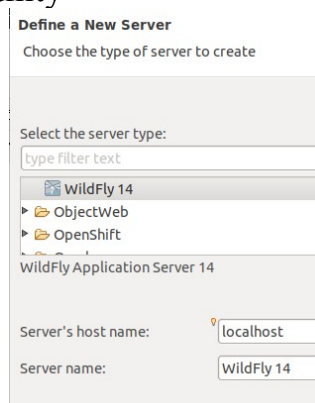 Define a New Server
Choose the type of server to create
Select the server type:
type filter text
WildFly 14
ObjectWeb
OpenShift
WildFly Application Server 14
Server's host name: localhost
Server name: WildFly 14